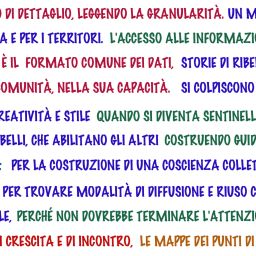 DI DETTAGLIO, LEGGENDO LA GRANULARITÀ. UN M
A E PER I TERRITORI. L'ACCESSO ALLE INFORMAZIO
È IL FORMATO COMUNE DEI DATI, STORIE DI RIBE
COMUNITÀ, NELLA SUA CAPACITÀ. SI COLPISCONO
REATIVITÀ E STILE QUANDO SI DIVENTA SENTINELL
BELLI, CHE ABILITANO GLI ALTRI COSTRUENDO GUID
: PER LA COSTRUZIONE DI UNA COSCIENZA COLLET
PER TROVARE MODALITÀ DI DIFFUSIONE E RIUSO C
LE, PERCHÉ NON DOVREBBE TERMINARE L'ATTENZI
I CRESCITA E DI INCONTRO, LE MAPPE DEI PUNTI DI